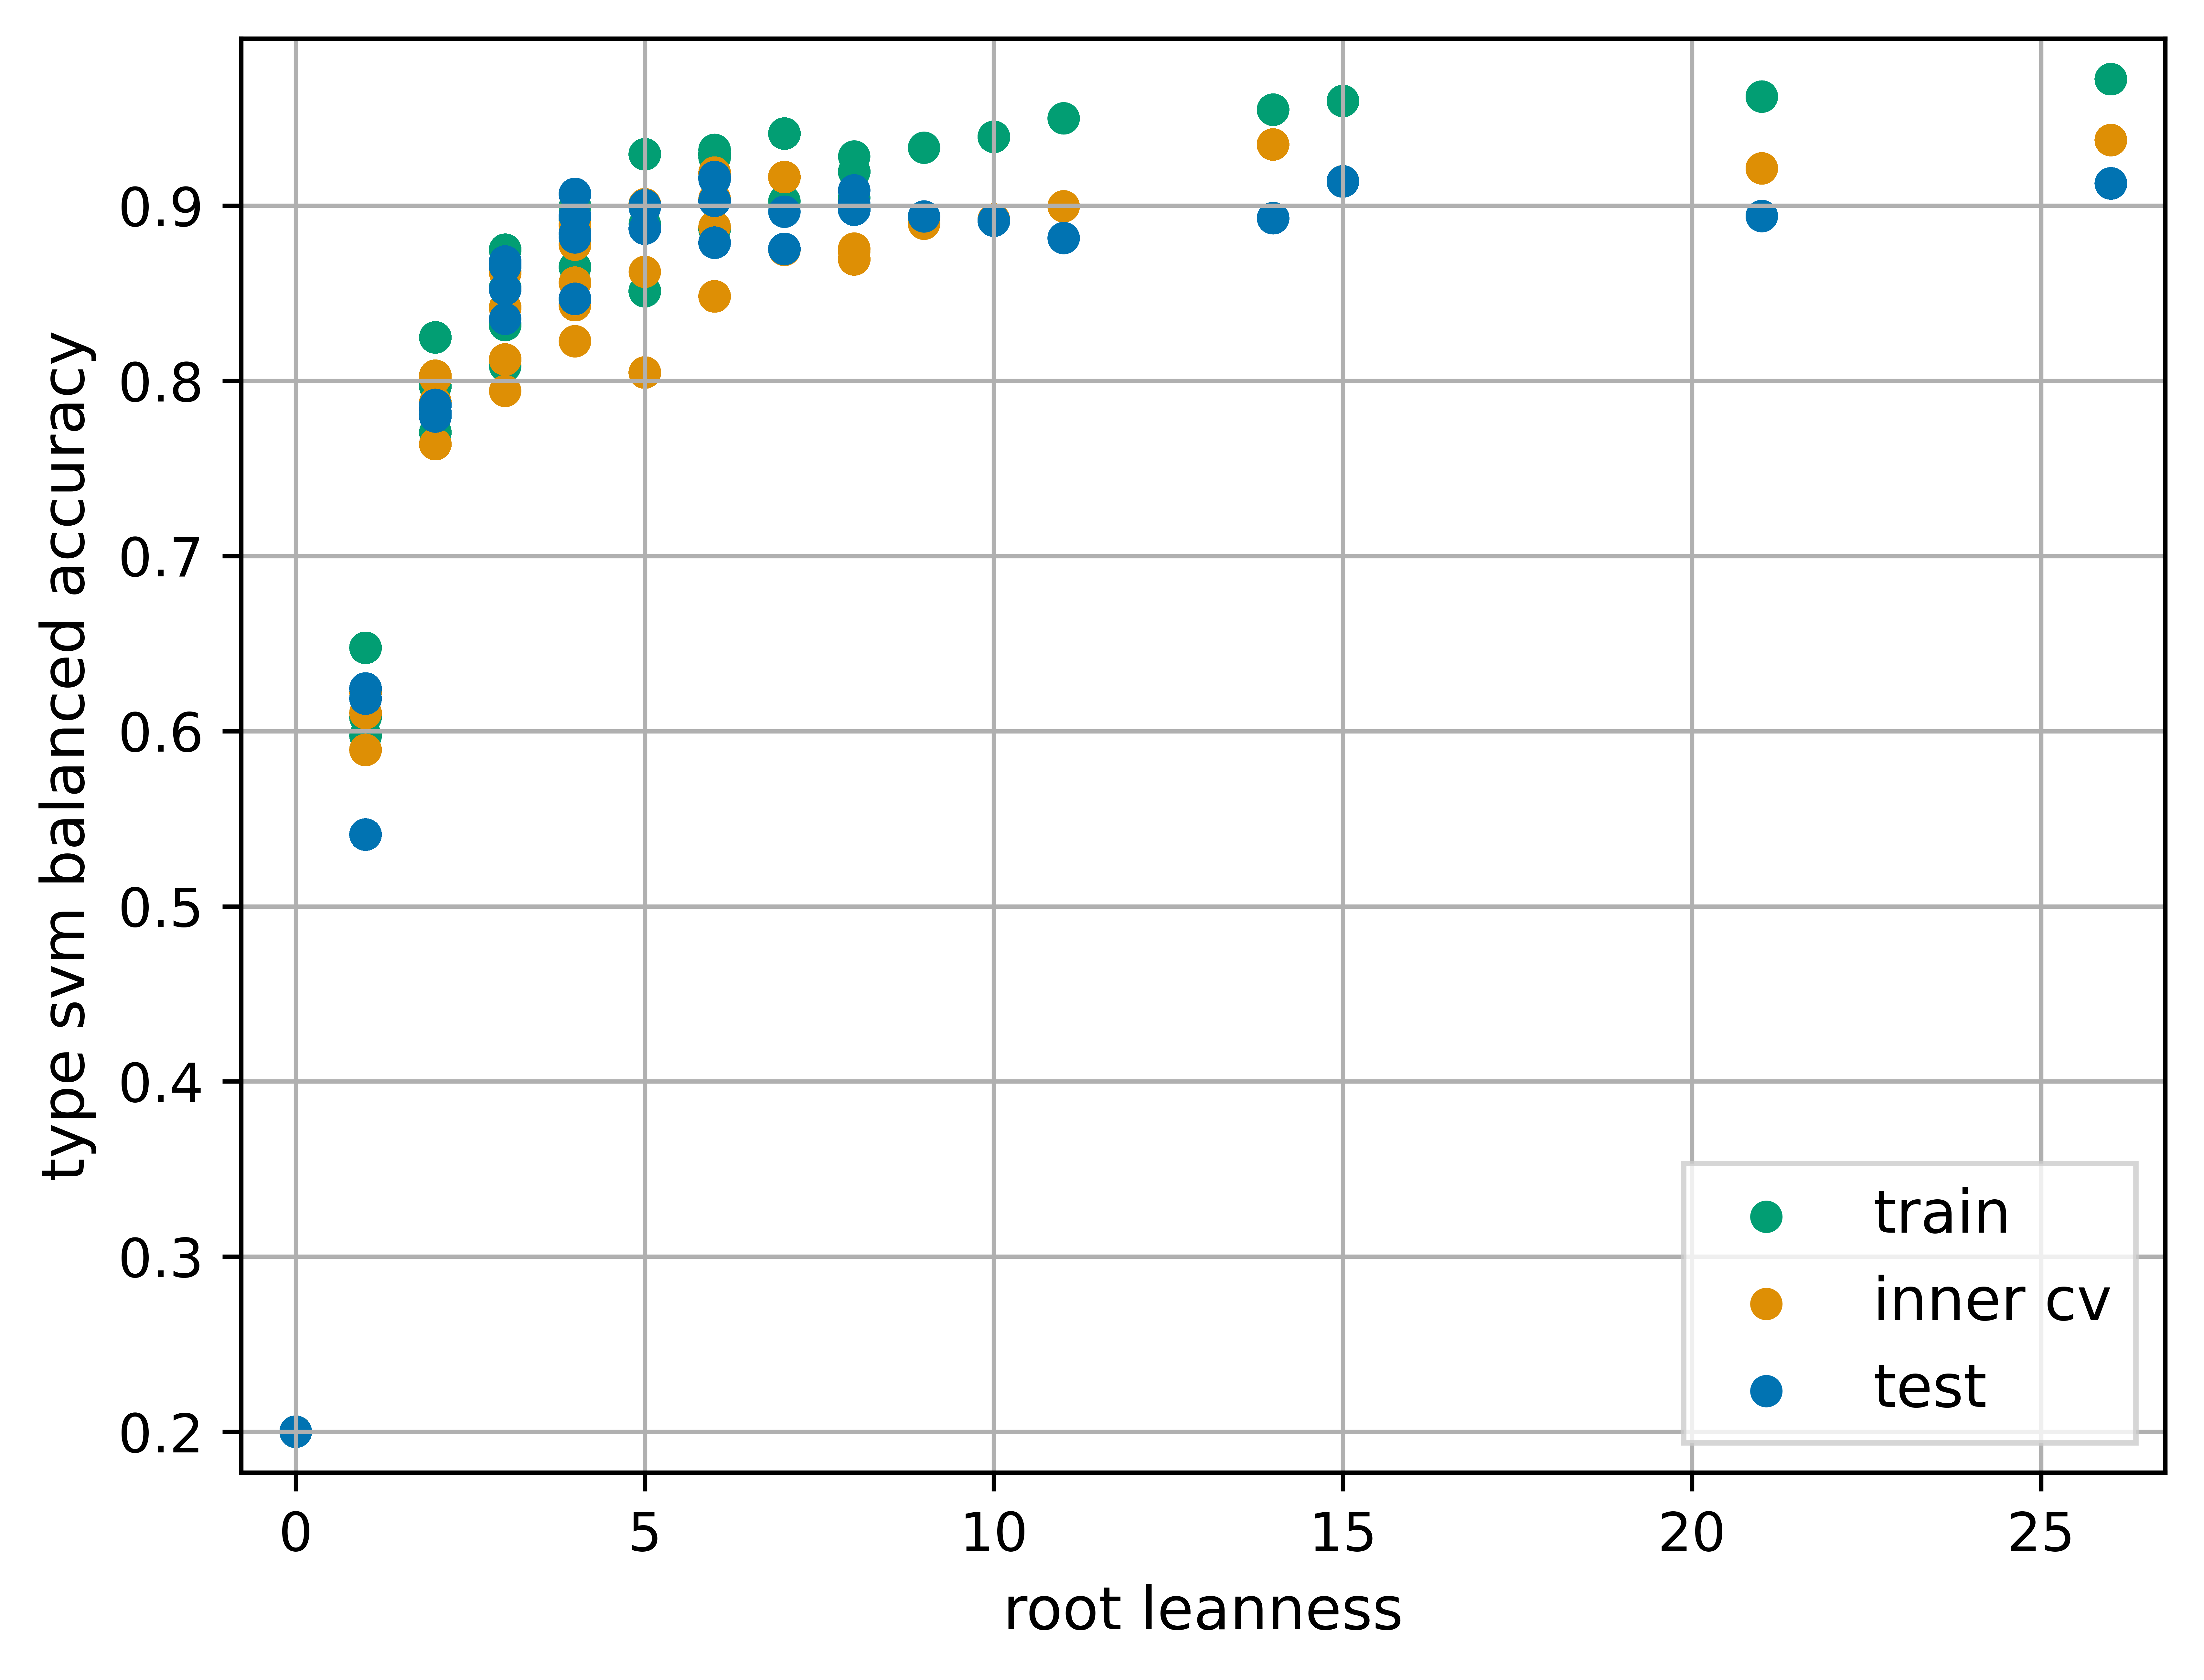 0.9
0.8
0.7
0.6
0.5
0.4
0.3
0.2
type svm balanced accuracy
train
inner cv
test
0 5 10 15 20 25
root leanness